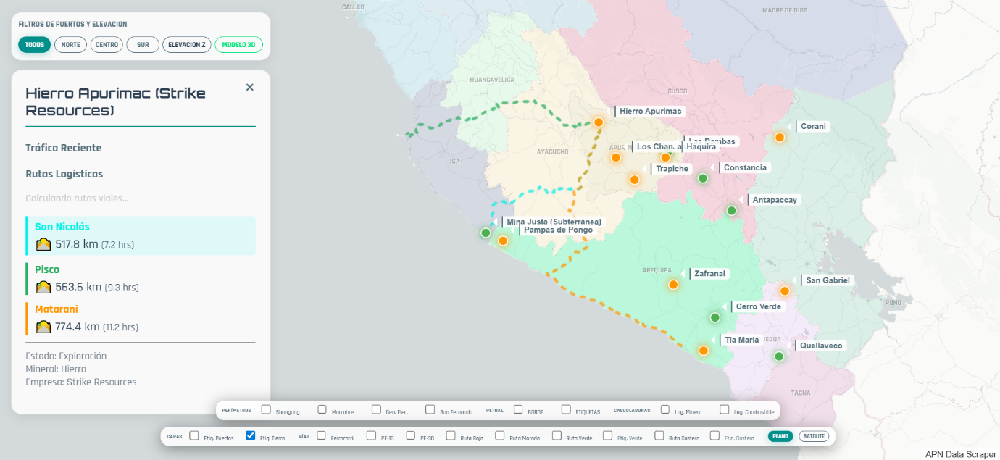 CALLAO
MADRE DE DIOS
FILTROS DE PUERTOS Y ELEVACION
TODOS NORTE CENTRO SUR ELEVACION Z MODELO 3D
HUANCAVELICA
CUSCO
Hierro Apurimac (Strike
Resources)
×
Hierro Apurimac
Corani
Tráfico Reciente
Las Bambas
Los Chan. a Haquira
AYACUCHO
ICA
Rutas Logísticas
Trapiche
Constancia
Calculando rutas viales...
Antapaccay
San Nicolás
517.8 km (7.2 hrs)
Mina Justa (Subterránea)
Pampas de Pongo
Pisco
563.6 km (9.3 hrs)
AREQUIPA
Zafranal
San Gabriel
PUNO
Matarani
774.4 km (11.2 hrs)
Cerro Verde
Tia Maria
Quellaveco
Estado: Exploración
Mineral: Hierro
Empresa: Strike Resources
TACNA
PERÍMETROS Shougang Marcobre Gen. Elec. San Fernando PETRAL BORDE ETIQUETAS CALCULADORAS Log. Minera Log. Combustible
CAPAS Etiq. Puertos Etiq. Tierra VÍAS Ferrocarril PE-1S PE-30 Ruta Roja Ruta Morada Ruta Verde Etiq. Verde Ruta Costera Etiq. Costera PLANO SATÉLITE
APN Data Scraper